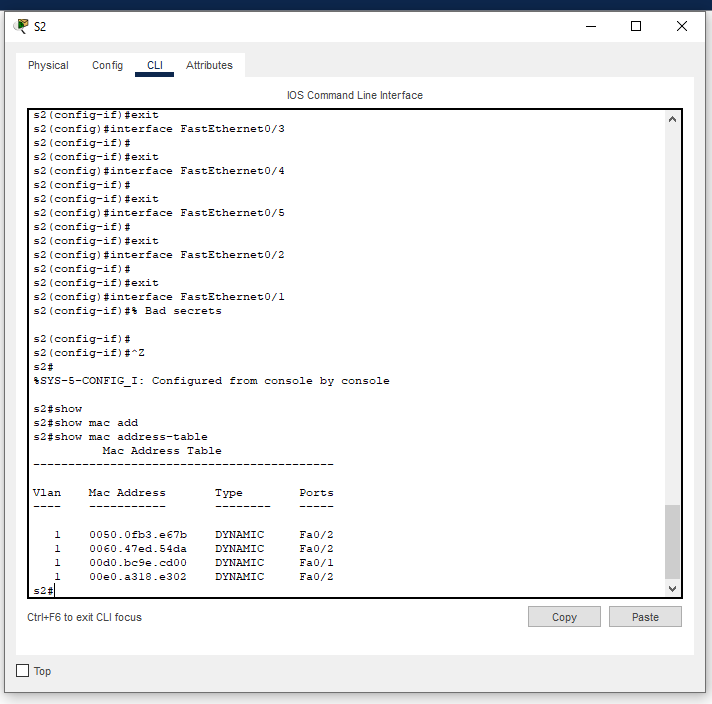 S2
Physical Config CLI Attributes
IOS Command Line Interface
s2(config-if)#exit
s2(config)#interface FastEthernet0/3
s2(config-if)#
s2(config-if)#exit
s2(config)#interface FastEthernet0/4
s2(config-if)#
s2(config-if)#exit
s2(config)#interface FastEthernet0/5
s2(config-if)#
s2(config-if)#exit
s2(config)#interface FastEthernet0/2
s2(config-if)#
s2(config-if)#exit
s2(config)#interface FastEthernet0/1
s2(config-if)#% Bad secrets
s2(config-if)#
s2(config-if)#^Z
s2#
%SYS-5-CONFIG_I: Configured from console by console
s2#show
s2#show mac add
s2#show mac address-table
Mac Address Table
-------------------------------------------
Vlan    Mac Address       Type        Ports
----    -----------       --------    -----
1    0050.0fb3.e67b    DYNAMIC     Fa0/2
1    0060.47ed.54da    DYNAMIC     Fa0/2
1    00d0.bc9e.cd00    DYNAMIC     Fa0/1
1    00e0.a318.e302    DYNAMIC     Fa0/2
s2#
Ctrl+F6 to exit CLI focus
Copy Paste
Top